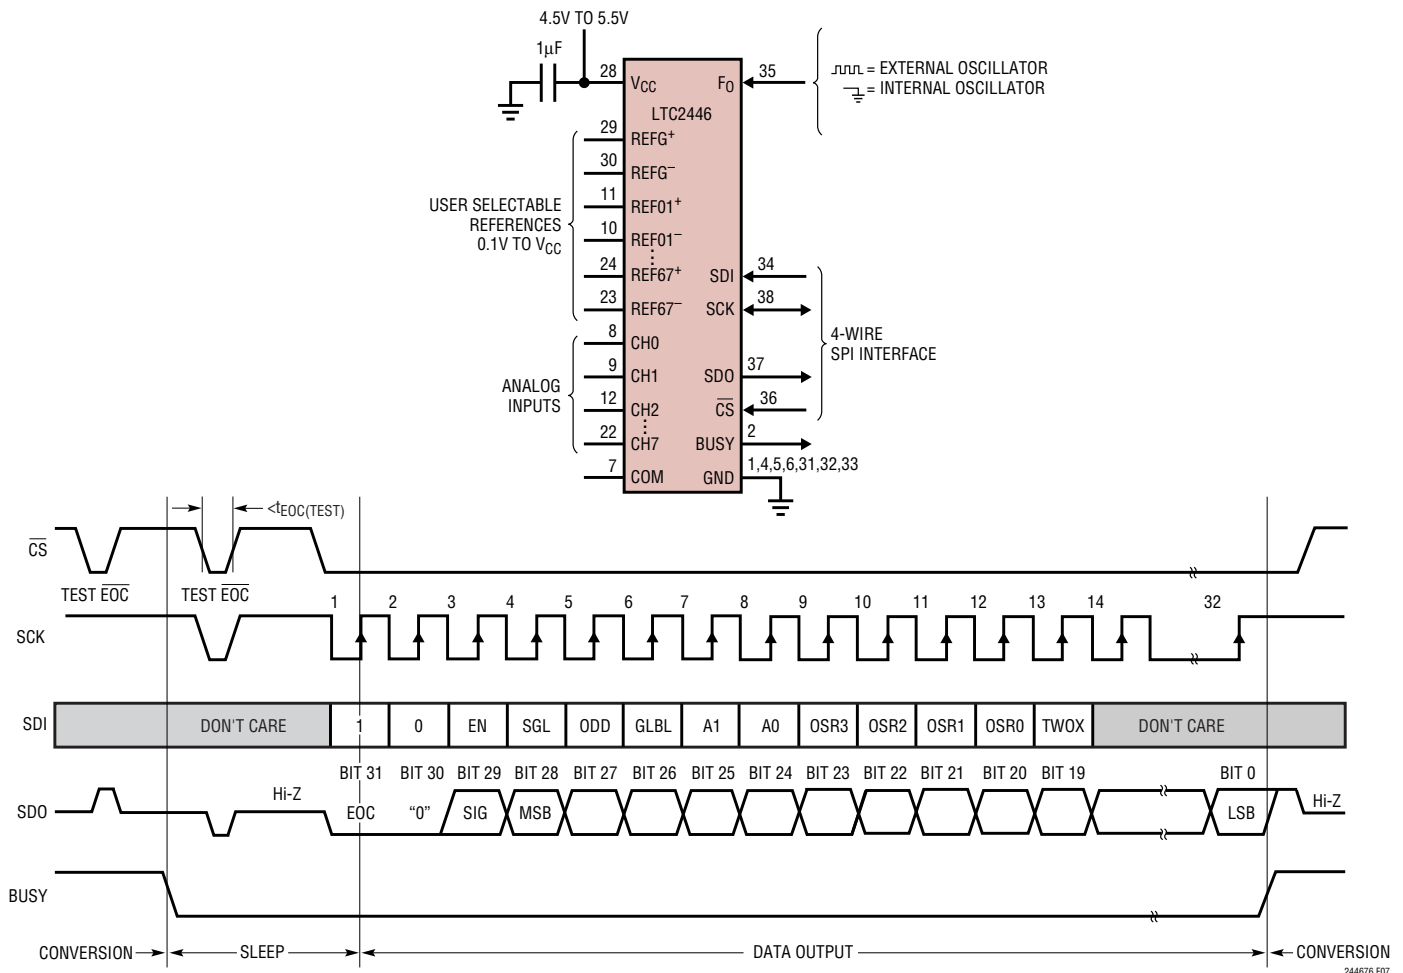 4.5V TO 5.5V
1µF
28
VCC
FO
35
= EXTERNAL OSCILLATOR
= INTERNAL OSCILLATOR
LTC2446
29
REFG+
30
REFG–
11
REF01+
10
REF01–
24
REF67+
23
REF67–
USER SELECTABLE
REFERENCES
0.1V TO VCC
SDI
34
SCK
38
SDO
37
CS
36
BUSY
2
GND
1,4,5,6,31,32,33
4-WIRE
SPI INTERFACE
8
CH0
9
CH1
12
CH2
22
CH7
7
COM
ANALOG
INPUTS
<tEOC(TEST)
CS
TEST EOC
TEST EOC
SCK
1 2 3 4 5 6 7 8 9 10 11 12 13 14 32
SDI
DON'T CARE 1 0 EN SGL ODD GLBL A1 A0 OSR3 OSR2 OSR1 OSR0 TWOX DON'T CARE
BIT 31 BIT 30 BIT 29 BIT 28 BIT 27 BIT 26 BIT 25 BIT 24 BIT 23 BIT 22 BIT 21 BIT 20 BIT 19 BIT 0
SDO
Hi-Z
EOC “0” SIG MSB LSB
Hi-Z
BUSY
CONVERSION SLEEP DATA OUTPUT CONVERSION
244676 F07